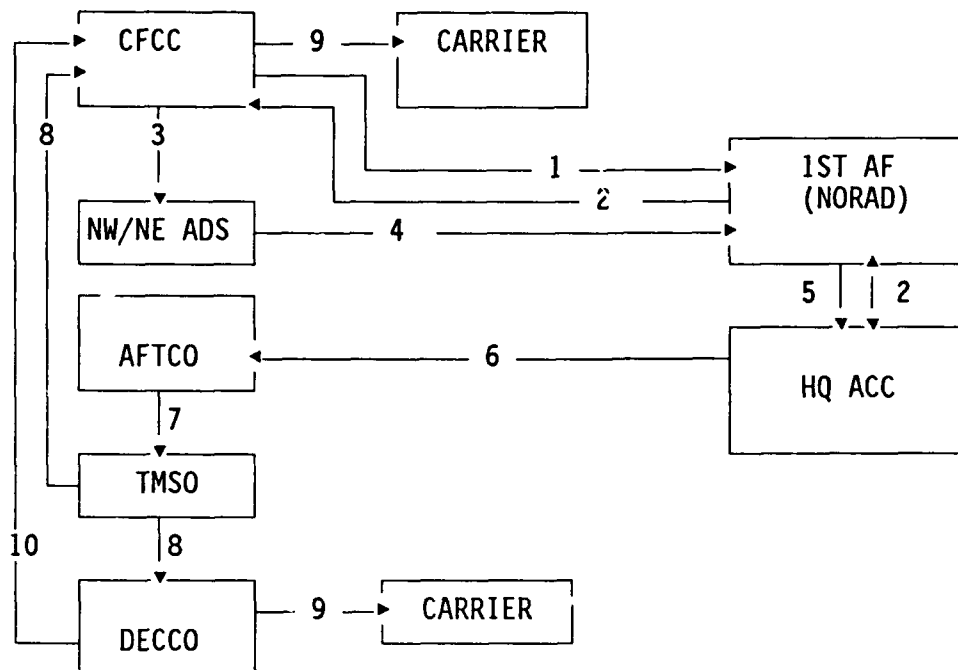 CFCC
9
CARRIER
8
3
1
1ST AF
(NORAD)
2
NW/NE ADS
4
5
2
AFTCO
6
HQ ACC
7
TMSO
10
8
9
CARRIER
DECCO